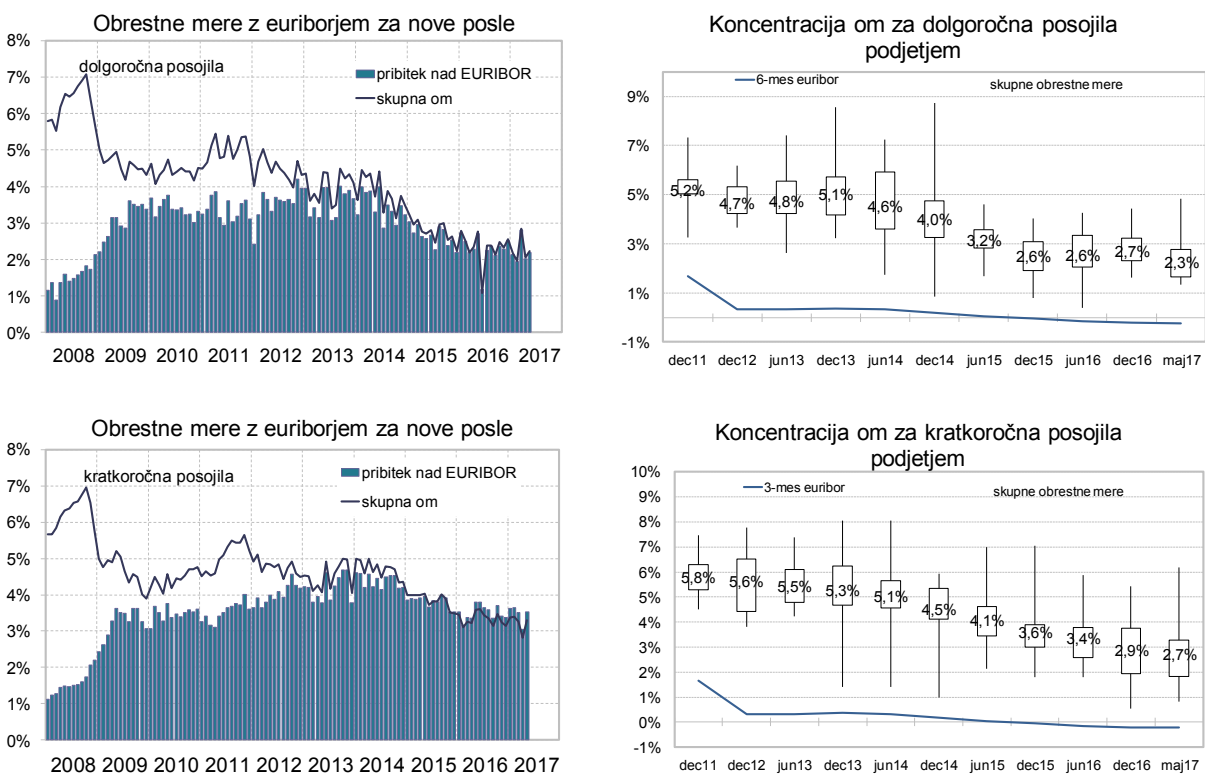 Obrestne mere z euriborjem za nove posle
8%
7%
6%
5%
4%
3%
2%
1%
0%
dolgoročna posojila
pribitek nad EURIBOR
skupna om
2008 2009 2010 2011 2012 2013 2014 2015 2016 2017
Koncentracija om za dolgoročna posojila
podjetjem
9%
7%
5%
3%
1%
-1%
6-mes euribor
skupne obrestne mere
5,2% 4,7% 4,8% 5,1% 4,6% 4,0% 3,2% 2,6% 2,6% 2,7% 2,3%
dec11 dec12 jun13 dec13 jun14 dec14 jun15 dec15 jun16 dec16 maj17
Obrestne mere z euriborjem za nove posle
8%
7%
6%
5%
4%
3%
2%
1%
0%
kratkoročna posojila
pribitek nad EURIBOR
skupna om
2008 2009 2010 2011 2012 2013 2014 2015 2016 2017
Koncentracija om za kratkoročna posojila
podjetjem
10%
9%
8%
7%
6%
5%
4%
3%
2%
1%
0%
-1%
3-mes euribor
skupne obrestne mere
5,8% 5,6% 5,5% 5,3% 5,1% 4,5% 4,1% 3,6% 3,4% 2,9% 2,7%
dec11 dec12 jun13 dec13 jun14 dec14 jun15 dec15 jun16 dec16 maj17